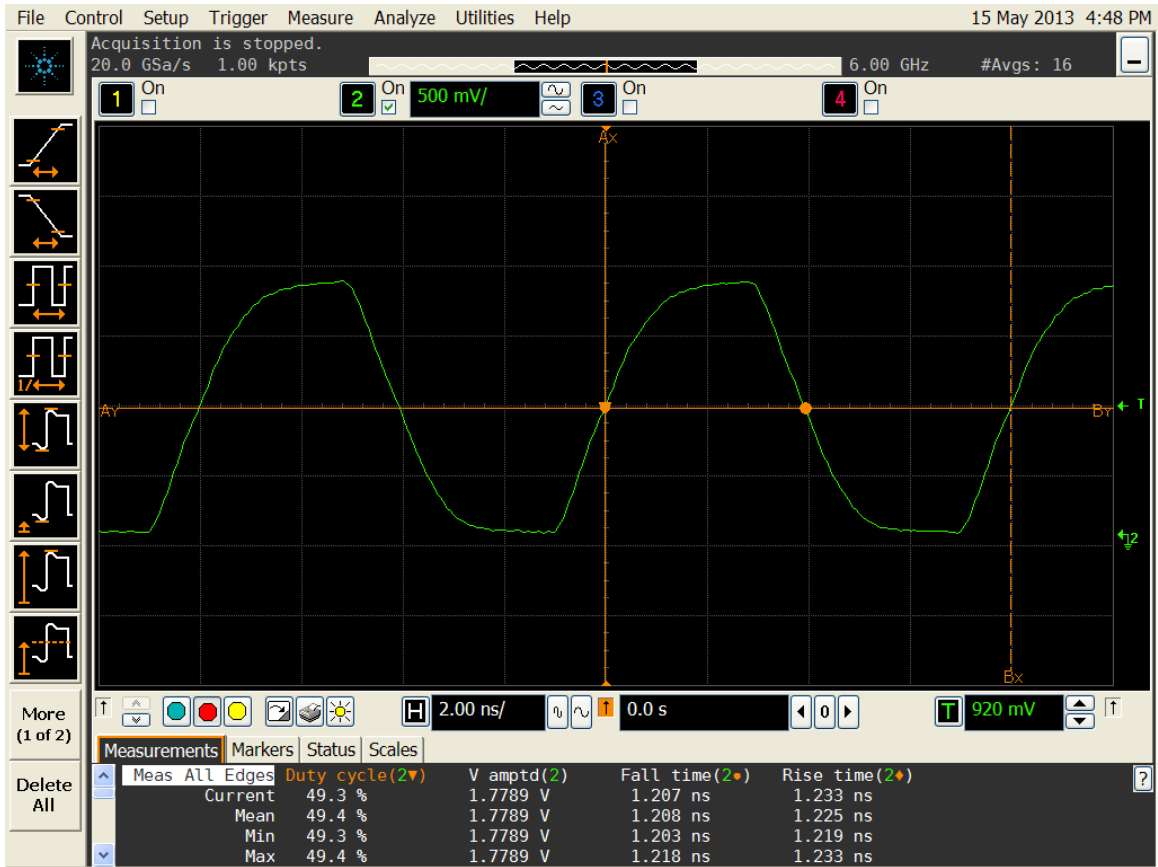 File Control Setup Trigger Measure Analyze Utilities Help 15 May 2013 4:48 PM
Acquisition is stopped.
20.0 GSa/s 1.00 kpts 6.00 GHz #Avgs: 16
1 On 2 On 500 mV/ 3 On 4 On
Ax
AY BY T
1/
2
Bx
More
(1 of 2)
Delete
All
H 2.00 ns/ 0.0 s 0 T 920 mV
Measurements Markers Status Scales
Meas All Edges Duty cycle(2▼) V amptd(2) Fall time(2●) Rise time(2♦) ?
Current 49.3 % 1.7789 V 1.207 ns 1.233 ns
Mean 49.4 % 1.7789 V 1.208 ns 1.225 ns
Min 49.3 % 1.7789 V 1.203 ns 1.219 ns
Max 49.4 % 1.7789 V 1.218 ns 1.233 ns